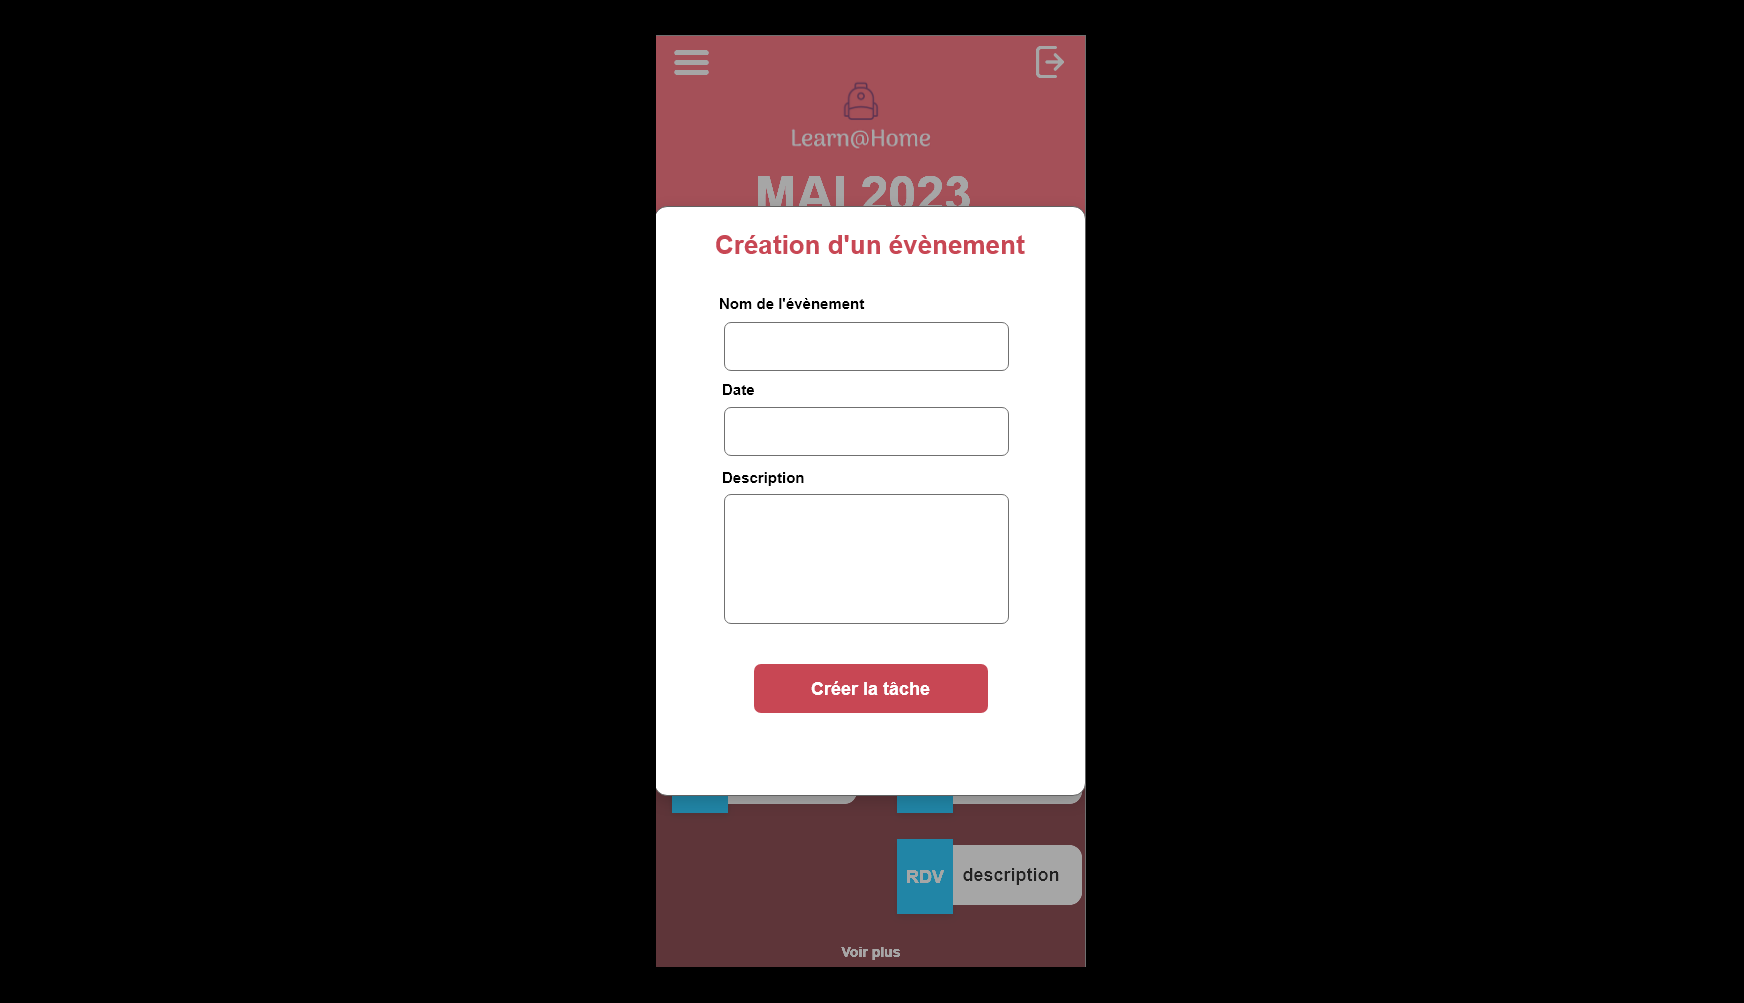 Learn@Home
MAI 2023
Création d'un évènement
Nom de l'évènement
Date
Description
Créer la tâche
RDV
description
Voir plus